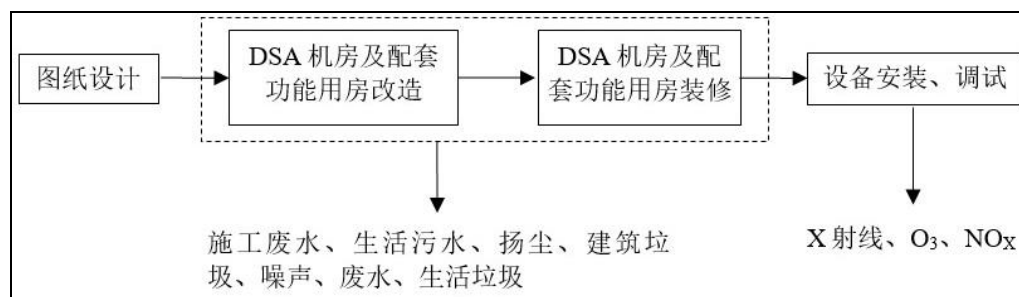 图纸设计
DSA 机房及配套
功能用房改造
DSA 机房及配
套功能用房装修
设备安装、调试
施工废水、生活污水、扬尘、建筑垃
圾、噪声、废水、生活垃圾
X 射线、O₃、NOX